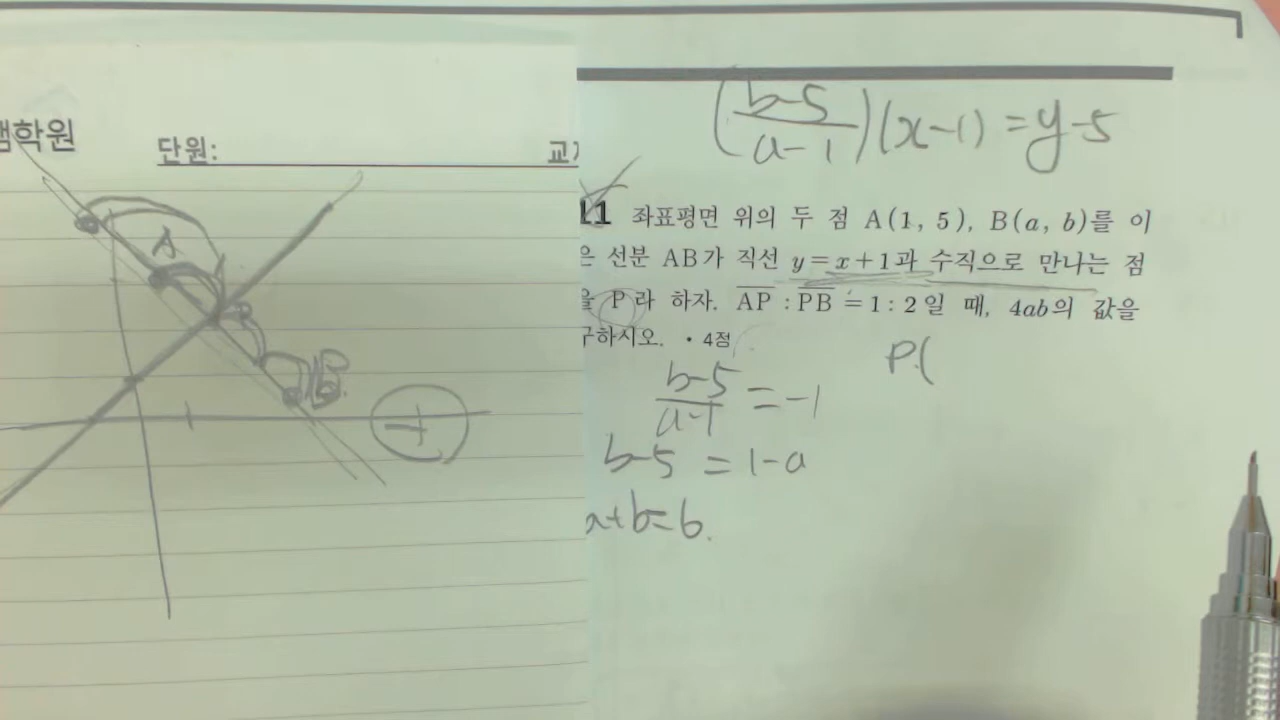 학원
단원:
(b-5/a-1)(x-1)=y-5
11 좌표평면 위의 두 점 A(1, 5), B(a, b)를 이
은 선분 AB가 직선 y=x+1과 수직으로 만나는 점
을 P라 하자. AP : PB = 1 : 2일 때, 4ab의 값을
구하시오. • 4점
P(
b-5/a-1 = -1
b-5 = 1-a
a+b=6.
A
B
+